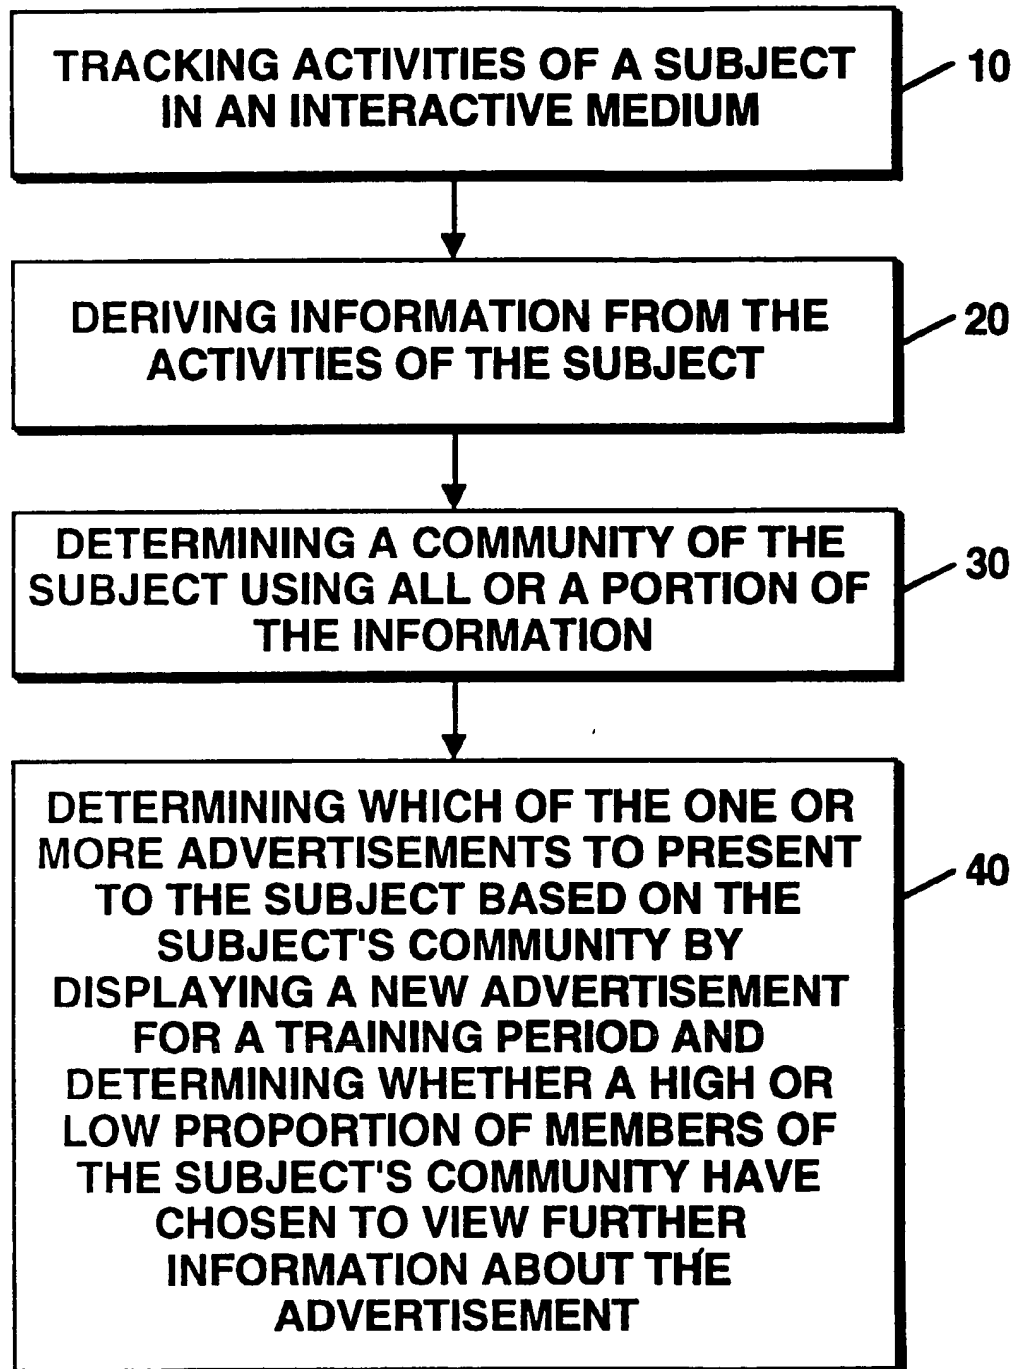 TRACKING ACTIVITIES OF A SUBJECT
IN AN INTERACTIVE MEDIUM
10
DERIVING INFORMATION FROM THE
ACTIVITIES OF THE SUBJECT
20
DETERMINING A COMMUNITY OF THE
SUBJECT USING ALL OR A PORTION OF
THE INFORMATION
30
DETERMINING WHICH OF THE ONE OR
MORE ADVERTISEMENTS TO PRESENT
TO THE SUBJECT BASED ON THE
SUBJECT'S COMMUNITY BY
DISPLAYING A NEW ADVERTISEMENT
FOR A TRAINING PERIOD AND
DETERMINING WHETHER A HIGH OR
LOW PROPORTION OF MEMBERS OF
THE SUBJECT'S COMMUNITY HAVE
CHOSEN TO VIEW FURTHER
INFORMATION ABOUT THE
ADVERTISEMENT
40